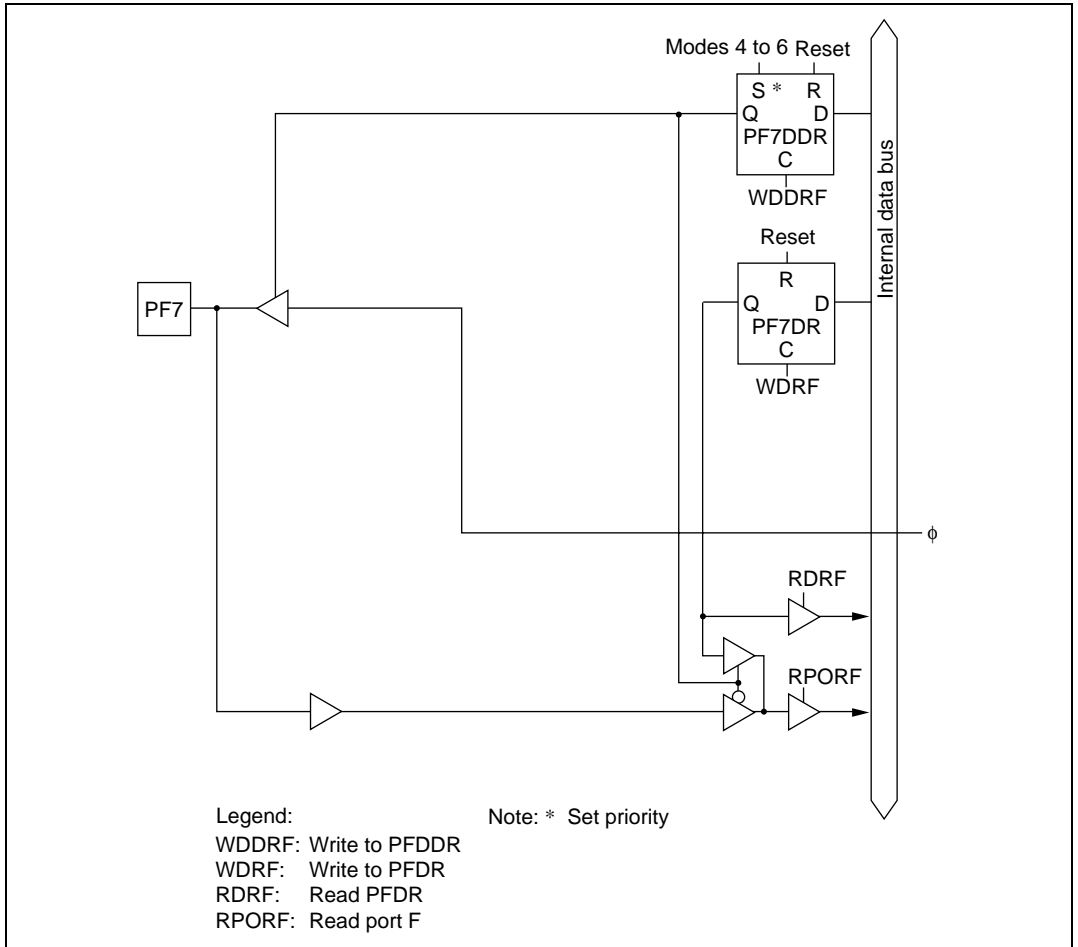 Modes 4 to 6 Reset
S * R
Q D
PF7DDR
C
WDDRF
Internal data bus
Reset
R
Q D
PF7DR
C
WDRF
PF7
ϕ
RDRF
RPORF
Legend:
WDDRF: Write to PFDDR
WDRF: Write to PFDR
RDRF: Read PFDR
RPORF: Read port F
Note: * Set priority